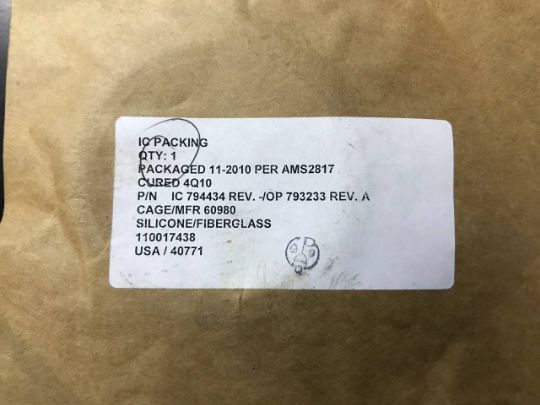 IC PACKING
QTY: 1
PACKAGED 11-2010 PER AMS2817
CURED 4Q10
P/N IC 794434 REV. -/OP 793233 REV. A
CAGE/MFR 60980
SILICONE/FIBERGLASS
110017438
USA / 40771